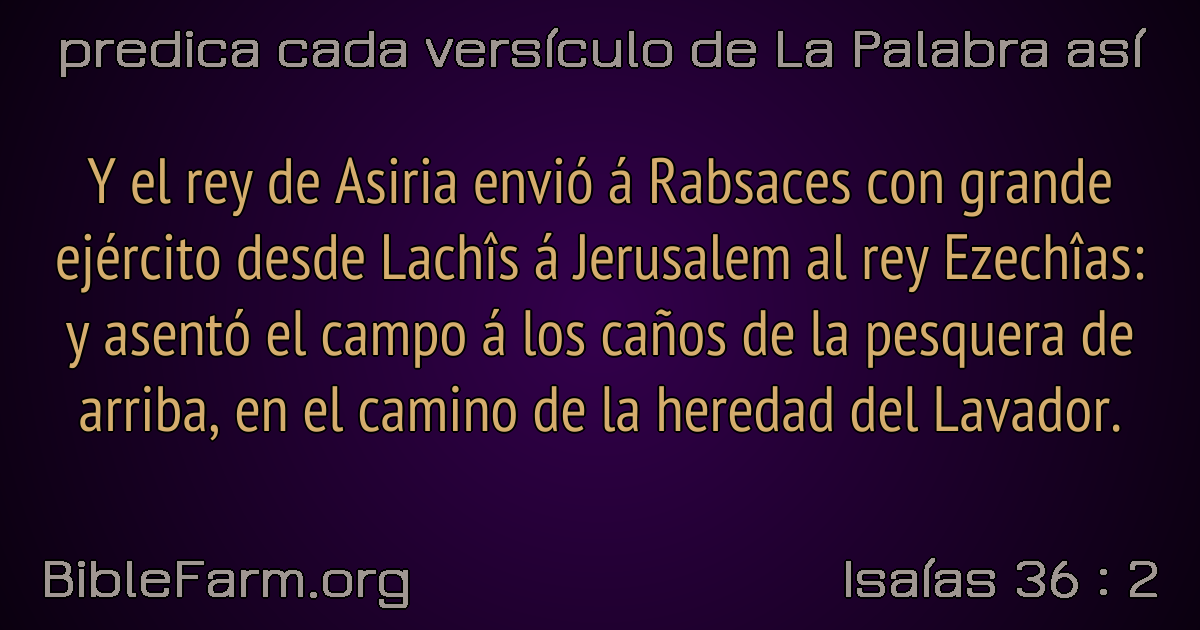 predica cada versículo de La Palabra así
Y el rey de Asiria envió á Rabsaces con grande
ejército desde Lachîs á Jerusalem al rey Ezechîas:
y asentó el campo á los caños de la pesquera de
arriba, en el camino de la heredad del Lavador.
BibleFarm.org
Isaías 36 : 2